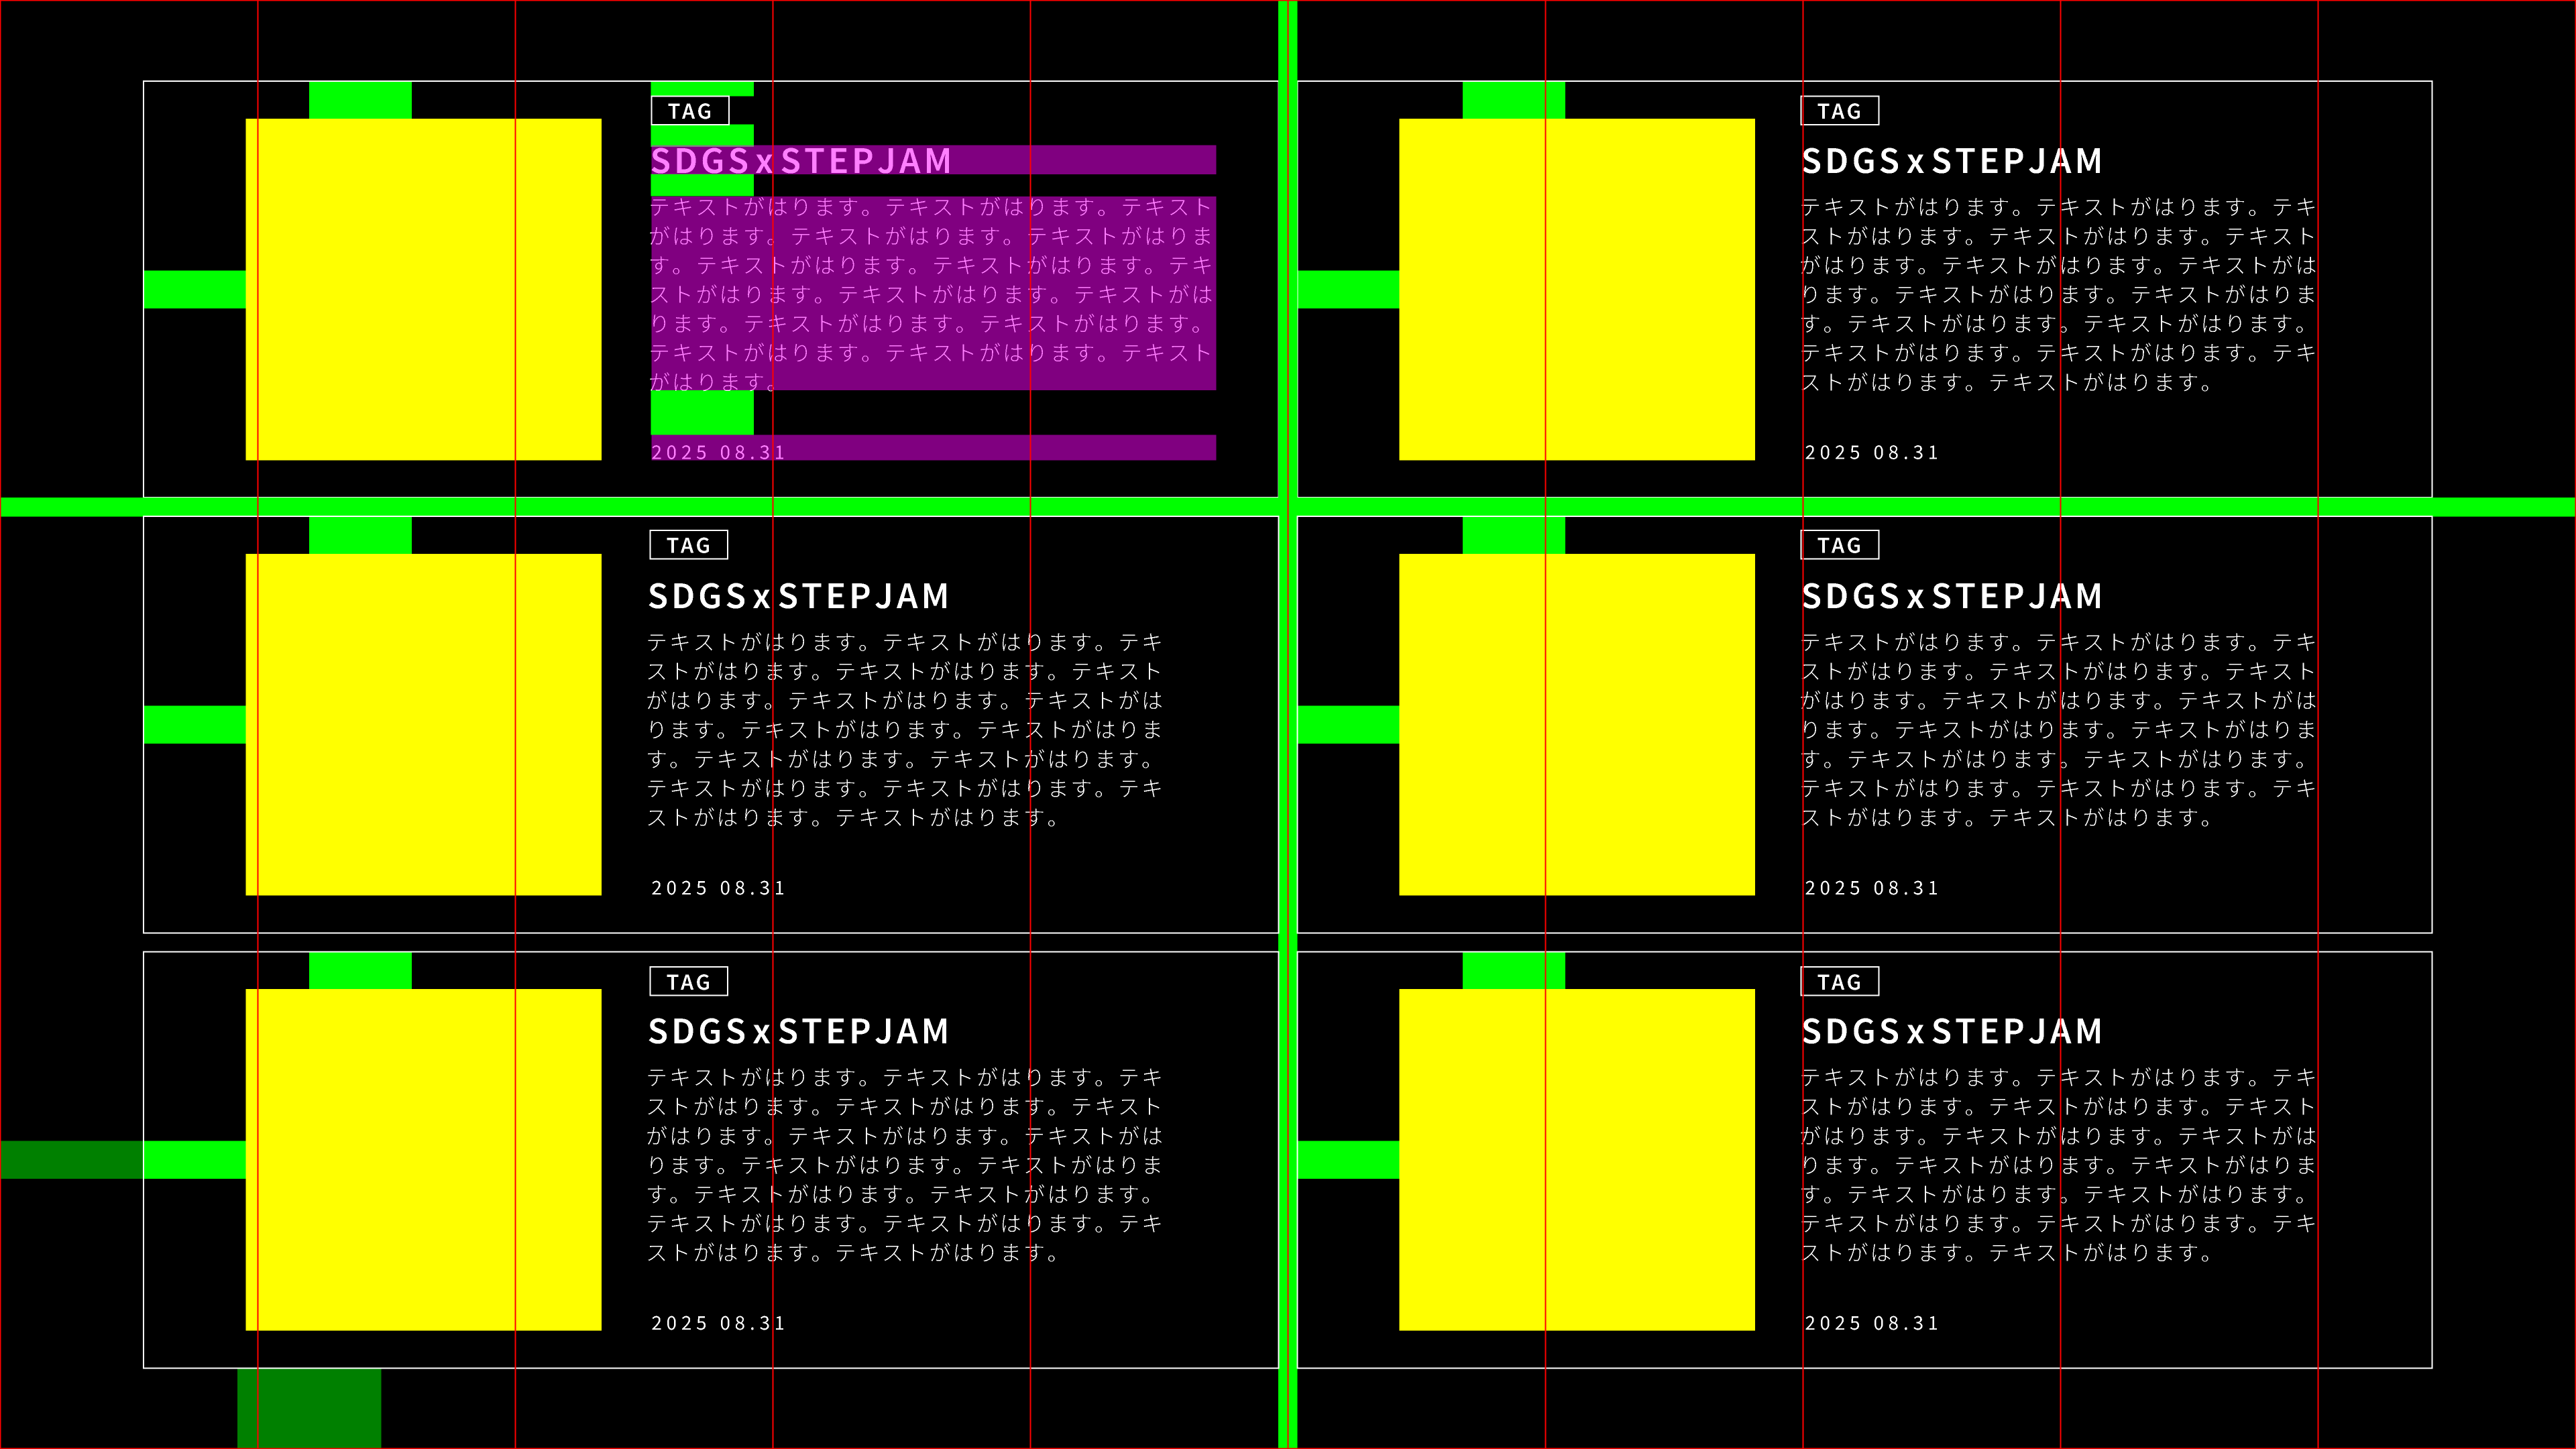 TAG
SDGS x STEPJAM
テキストがはります。テキストがはります。テキスト
がはります。テキストがはります。テキストがはりま
す。テキストがはります。テキストがはります。テキ
ストがはります。テキストがはります。テキストがは
ります。テキストがはります。テキストがはります。
テキストがはります。テキストがはります。テキスト
がはります。
2025 08.31
TAG
SDGS x STEPJAM
テキストがはります。テキストがはります。テキ
ストがはります。テキストがはります。テキスト
がはります。テキストがはります。テキストがは
ります。テキストがはります。テキストがはりま
す。テキストがはります。テキストがはります。
テキストがはります。テキストがはります。テキ
ストがはります。テキストがはります。
2025 08.31
TAG
SDGS x STEPJAM
テキストがはります。テキストがはります。テキ
ストがはります。テキストがはります。テキスト
がはります。テキストがはります。テキストがは
ります。テキストがはります。テキストがはりま
す。テキストがはります。テキストがはります。
テキストがはります。テキストがはります。テキ
ストがはります。テキストがはります。
2025 08.31
TAG
SDGS x STEPJAM
テキストがはります。テキストがはります。テキ
ストがはります。テキストがはります。テキスト
がはります。テキストがはります。テキストがは
ります。テキストがはります。テキストがはりま
す。テキストがはります。テキストがはります。
テキストがはります。テキストがはります。テキ
ストがはります。テキストがはります。
2025 08.31
TAG
SDGS x STEPJAM
テキストがはります。テキストがはります。テキ
ストがはります。テキストがはります。テキスト
がはります。テキストがはります。テキストがは
ります。テキストがはります。テキストがはりま
す。テキストがはります。テキストがはります。
テキストがはります。テキストがはります。テキ
ストがはります。テキストがはります。
2025 08.31
TAG
SDGS x STEPJAM
テキストがはります。テキストがはります。テキ
ストがはります。テキストがはります。テキスト
がはります。テキストがはります。テキストがは
ります。テキストがはります。テキストがはりま
す。テキストがはります。テキストがはります。
テキストがはります。テキストがはります。テキ
ストがはります。テキストがはります。
2025 08.31